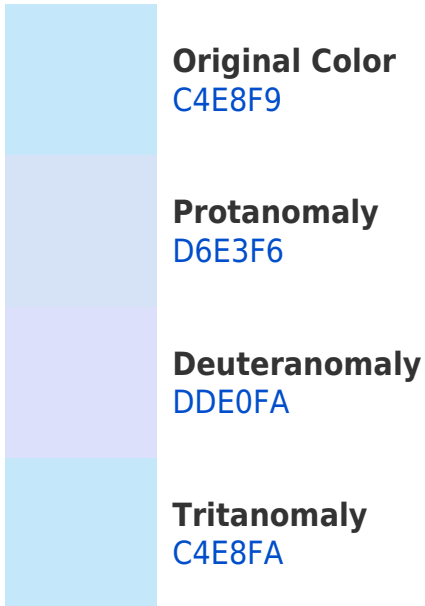 Original Color
C4E8F9
Protanomaly
D6E3F6
Deuteranomaly
DDE0FA
Tritanomaly
C4E8FA